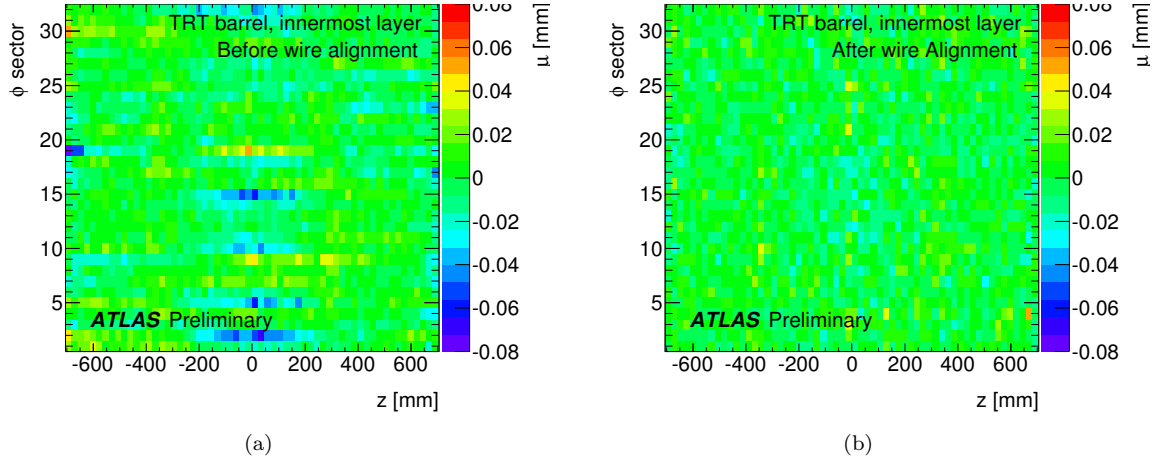 TRT barrel, innermost layer
Before wire alignment
ATLAS Preliminary
φ sector
30
25
20
15
10
5
-600 -400 -200 0 200 400 600
z [mm]
μ [mm]
0.08
0.06
0.04
0.02
0
-0.02
-0.04
-0.06
-0.08
(a)
TRT barrel, innermost layer
After wire Alignment
ATLAS Preliminary
φ sector
30
25
20
15
10
5
-600 -400 -200 0 200 400 600
z [mm]
μ [mm]
0.08
0.06
0.04
0.02
0
-0.02
-0.04
-0.06
-0.08
(b)